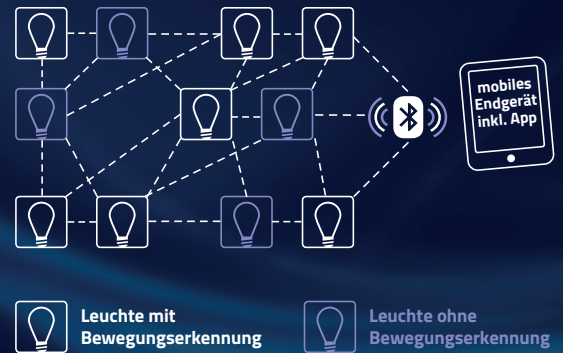 mobiles
Endgerät
inkl. App
Leuchte mit
Bewegungserkennung
Leuchte ohne
Bewegungserkennung